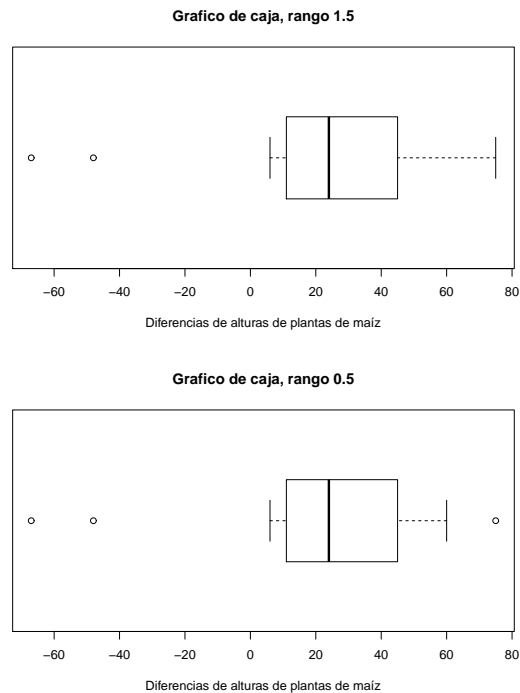 Grafico de caja, rango 1.5
−60 −40 −20 0 20 40 60 80
Diferencias de alturas de plantas de maíz
Grafico de caja, rango 0.5
−60 −40 −20 0 20 40 60 80
Diferencias de alturas de plantas de maíz